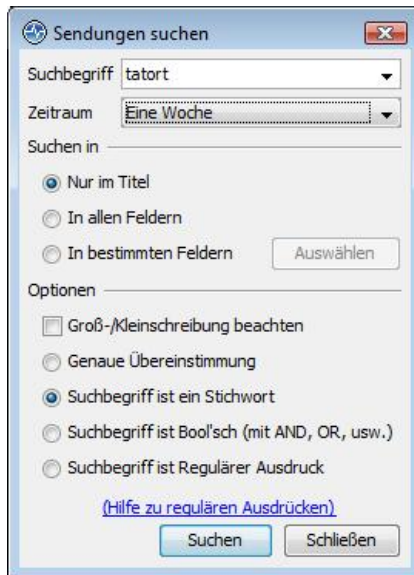 Sendungen suchen
Suchbegriff tatort
Zeitraum Eine Woche
Suchen in
Nur im Titel
In allen Feldern
In bestimmten Feldern Auswählen
Optionen
Groß-/Kleinschreibung beachten
Genaue Übereinstimmung
Suchbegriff ist ein Stichwort
Suchbegriff ist Bool'sch (mit AND, OR, usw.)
Suchbegriff ist Regulärer Ausdruck
(Hilfe zu regulären Ausdrücken)
Suchen Schließen